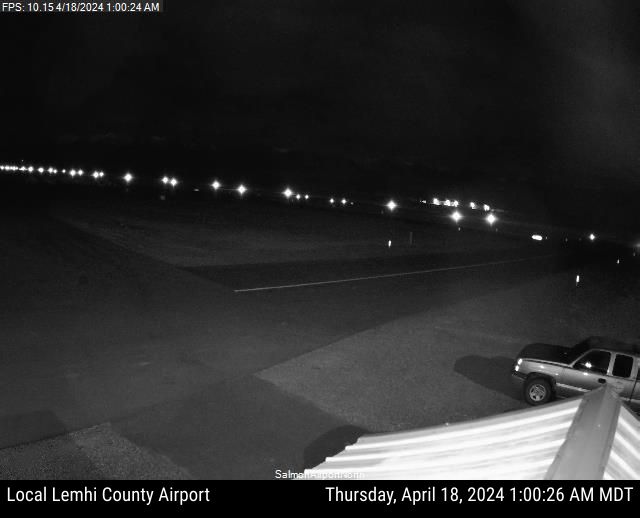 FPS: 10.15 4/18/2024 1:00:24 AM
Local Lemhi County Airport
Thursday, April 18, 2024 1:00:26 AM MDT